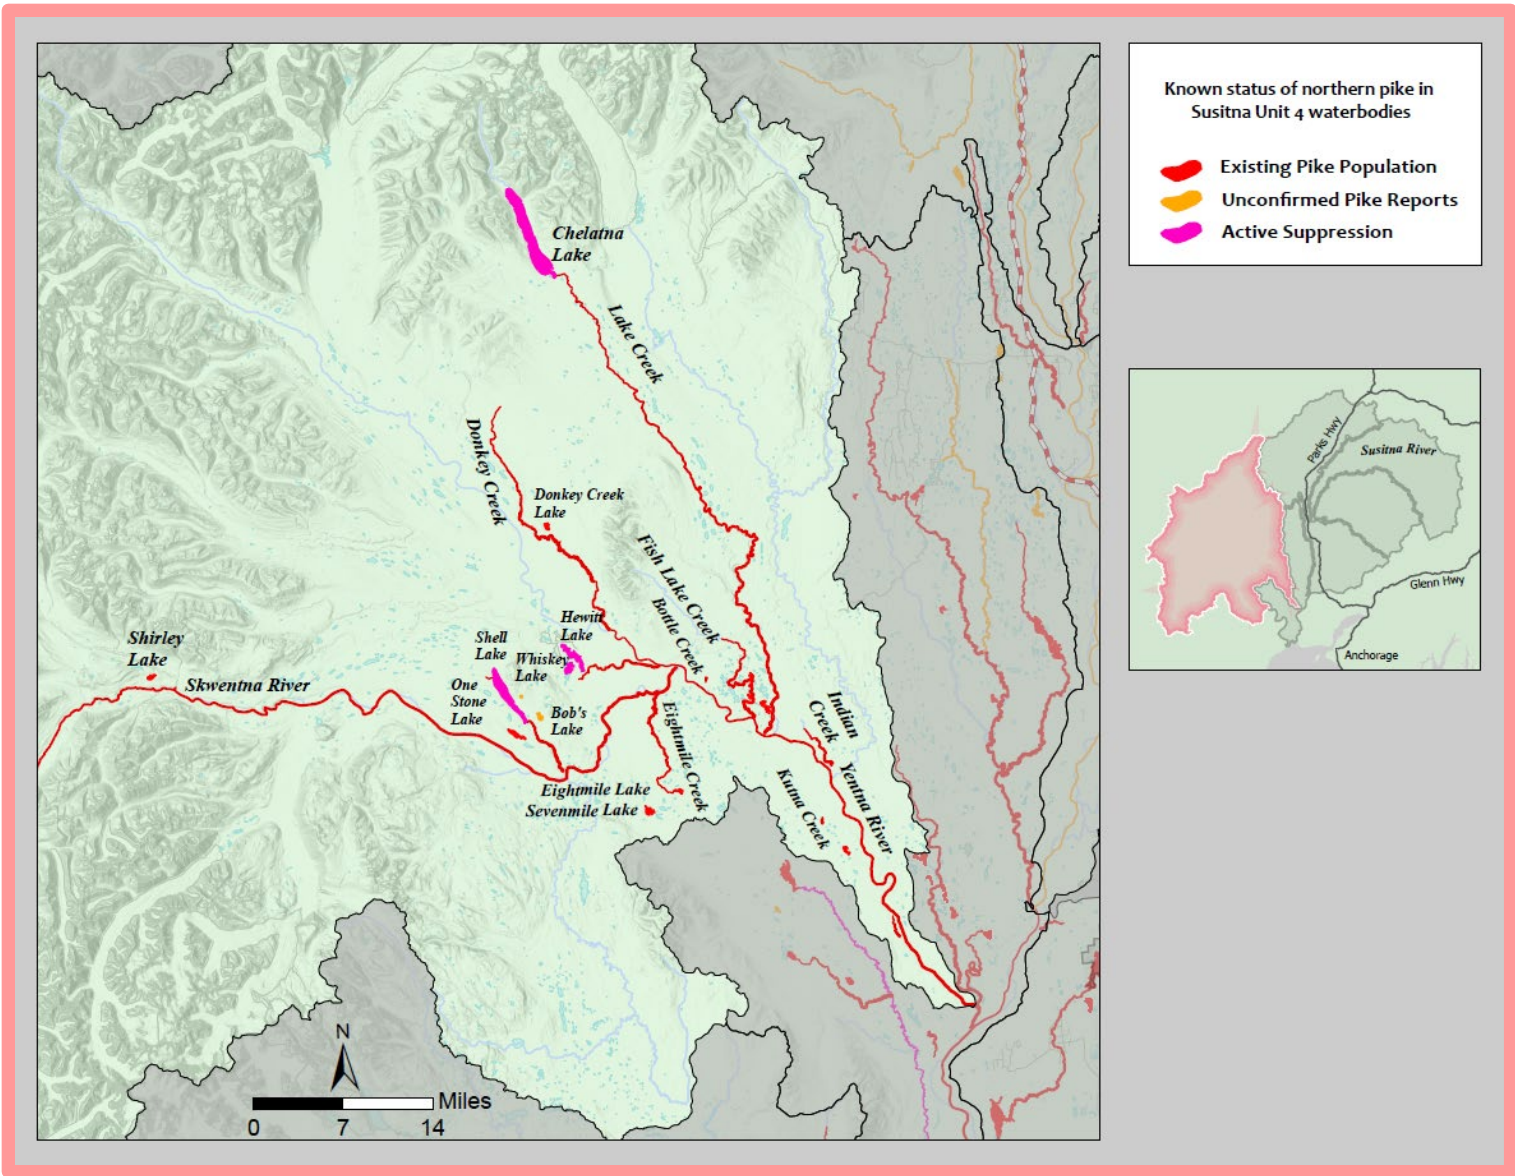 Known status of northern pike in
Susitna Unit 4 waterbodies
Existing Pike Population
Unconfirmed Pike Reports
Active Suppression
Chelatna
Lake
Lake Creek
Donkey Creek
Donkey Creek
Lake
Fish Lake Creek
Bottle Creek
Hewitt
Lake
Shell
Lake
Whiskey
Lake
Shirley
Lake
Skwentna River
One
Stone
Lake
Bob's
Lake
Eightmile Creek
Indian
Creek
Eightmile Lake
Sevenmile Lake
Yentna River
Kutna Creek
N
Miles
0 7 14
Parks Hwy
Susitna River
Glenn Hwy
Anchorage